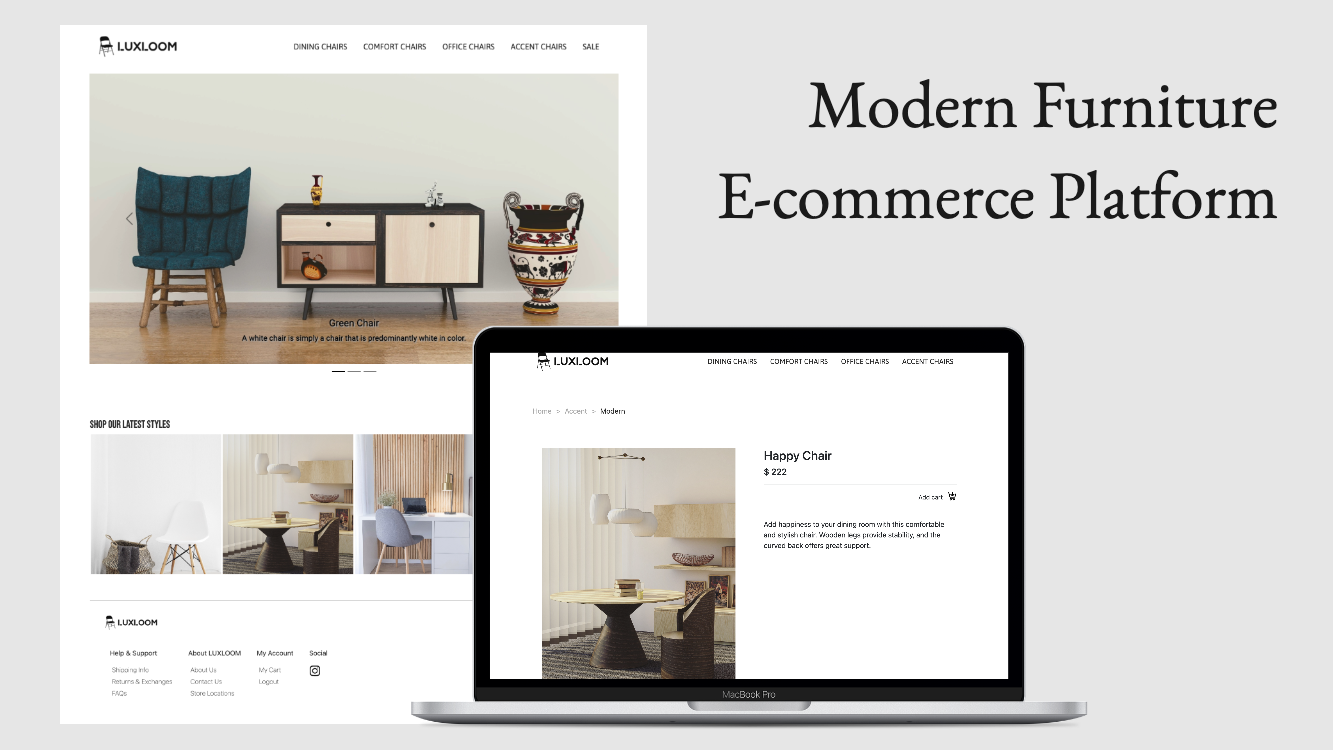 LUXLOOM
DINING CHAIRS COMFORT CHAIRS OFFICE CHAIRS ACCENT CHAIRS SALE
Modern Furniture
E-commerce Platform
Green Chair
A white chair is simply a chair that is predominantly white in color.
SHOP OUR LATEST STYLES
LUXLOOM
Help & Support About LUXLOOM My Account Social
Shipping Info About Us My Cart
Returns & Exchanges Contact Us Logout
FAQs Store Locations
LUXLOOM
DINING CHAIRS COMFORT CHAIRS OFFICE CHAIRS ACCENT CHAIRS
Home > Accent > Modern
Happy Chair
$ 222
Add cart
Add happiness to your dining room with this comfortable
and stylish chair. Wooden legs provide stability, and the
curved back offers great support.
MacBook Pro